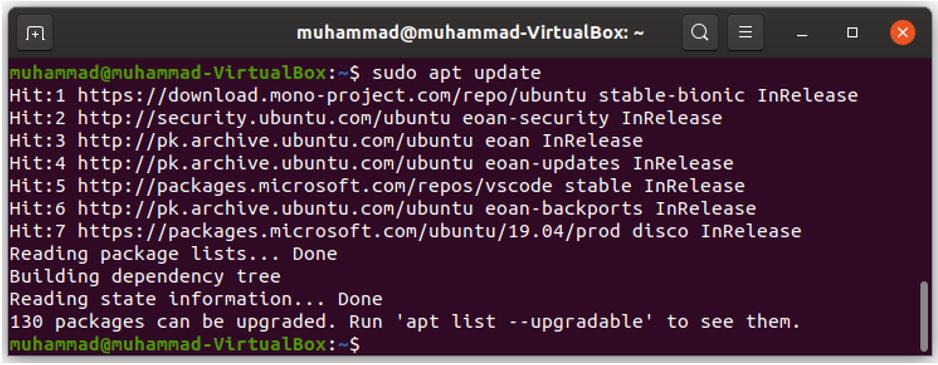 muhammad@muhammad-VirtualBox: ~
muhammad@muhammad-VirtualBox:~$ sudo apt update
Hit:1 https://download.mono-project.com/repo/ubuntu stable-bionic InRelease
Hit:2 http://security.ubuntu.com/ubuntu eoan-security InRelease
Hit:3 http://pk.archive.ubuntu.com/ubuntu eoan InRelease
Hit:4 http://pk.archive.ubuntu.com/ubuntu eoan-updates InRelease
Hit:5 http://packages.microsoft.com/repos/vscode stable InRelease
Hit:6 http://pk.archive.ubuntu.com/ubuntu eoan-backports InRelease
Hit:7 https://packages.microsoft.com/ubuntu/19.04/prod disco InRelease
Reading package lists... Done
Building dependency tree
Reading state information... Done
130 packages can be upgraded. Run 'apt list --upgradable' to see them.
muhammad@muhammad-VirtualBox:~$